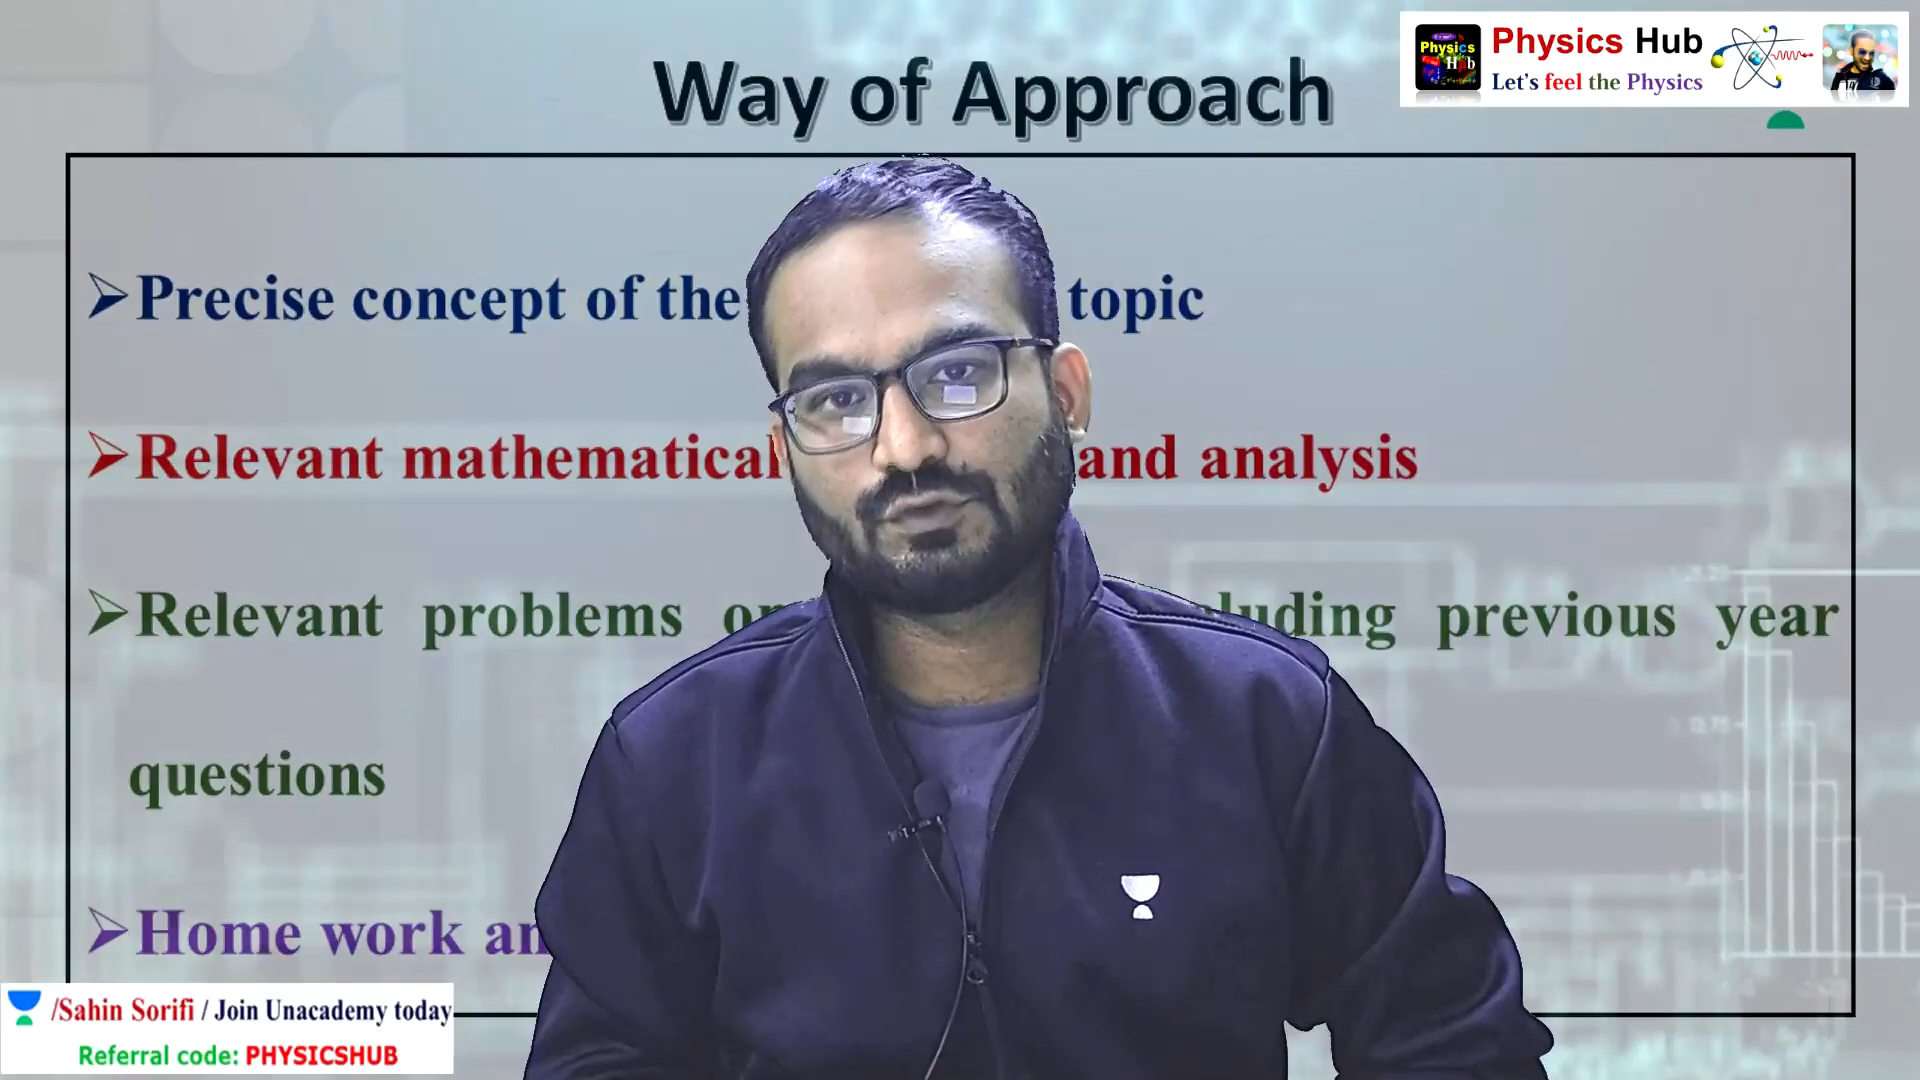 Way of Approach
Physics Hub
Let's feel the Physics
Physics
Hub
Precise concept of the topic
Relevant mathematical and analysis
Relevant problems previous year
questions
Home work
/Sahin Sorifi / Join Unacademy today
Referral code: PHYSICSHUB